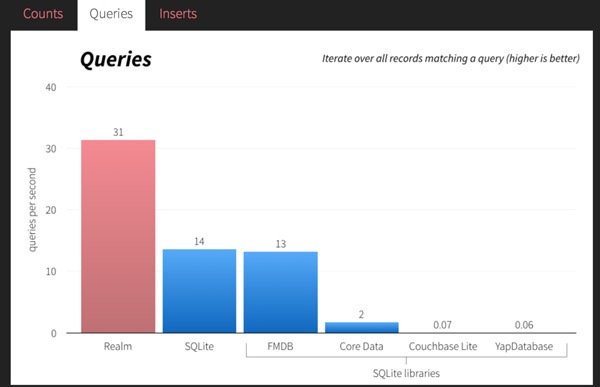 Counts Queries Inserts
Queries
Iterate over all records matching a query (higher is better)
queries per second
40
30
20
10
0
31
14
13
2
0.07
0.06
Realm
SQLite
FMDB
Core Data
Couchbase Lite
YapDatabase
SQLite libraries